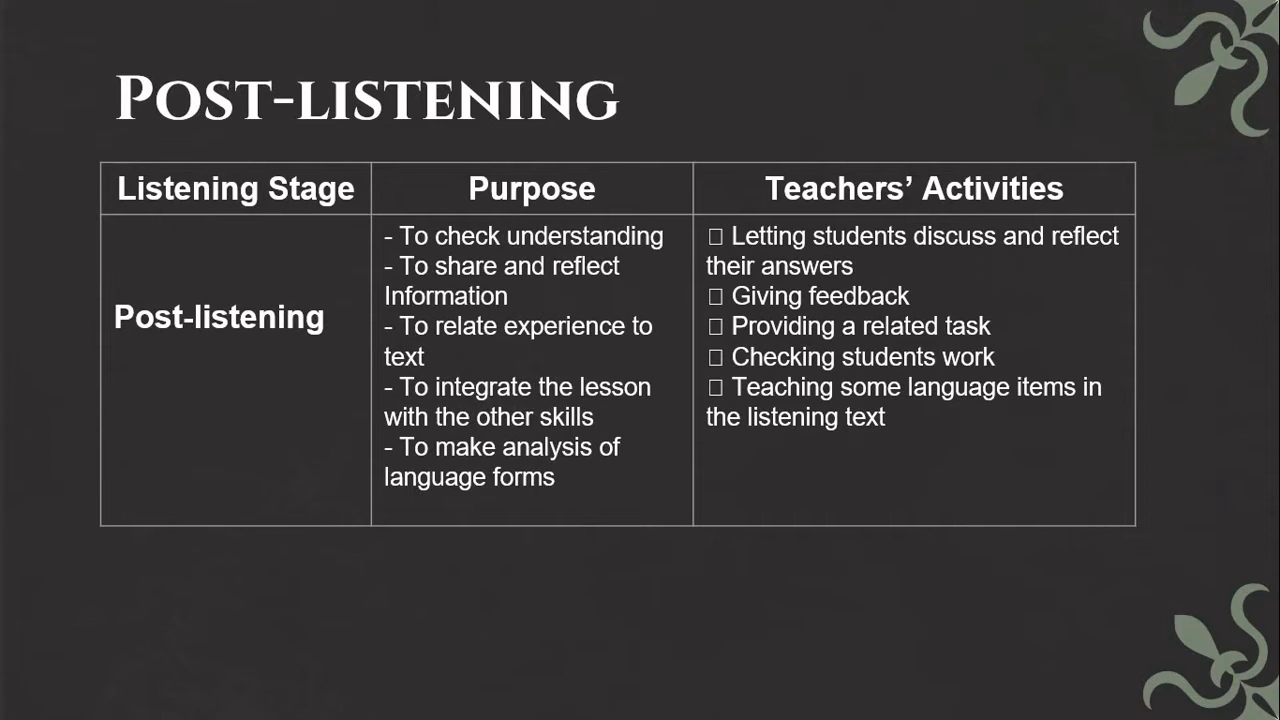 POST-LISTENING
Listening Stage
Purpose
Teachers’ Activities
Post-listening
- To check understanding
- To share and reflect
Information
- To relate experience to
text
- To integrate the lesson
with the other skills
- To make analysis of
language forms
□ Letting students discuss and reflect
their answers
□ Giving feedback
□ Providing a related task
□ Checking students work
□ Teaching some language items in
the listening text